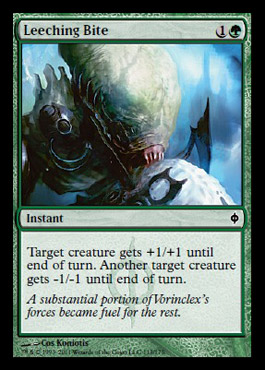 Leeching Bite 1
Instant
Target creature gets +1/+1 until
end of turn. Another target creature
gets -1/-1 until end of turn.
A substantial portion of Vorinclex's
forces became fuel for the rest.
Cos Koniotis